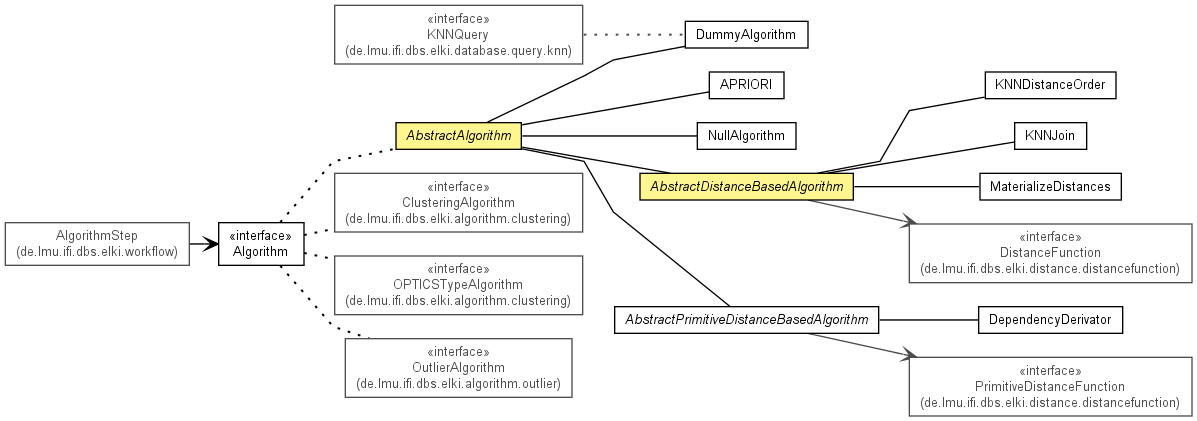 «interface»
KNNQuery
(de.lmu.ifi.dbs.elki.database.query.knn)
DummyAlgorithm
APRIORI
KNNDistanceOrder
AbstractAlgorithm
NullAlgorithm
KNNJoin
«interface»
ClusteringAlgorithm
(de.lmu.ifi.dbs.elki.algorithm.clustering)
AbstractDistanceBasedAlgorithm
MaterializeDistances
AlgorithmStep
(de.lmu.ifi.dbs.elki.workflow)
«interface»
Algorithm
«interface»
DistanceFunction
(de.lmu.ifi.dbs.elki.distance.distancefunction)
«interface»
OPTICSTypeAlgorithm
(de.lmu.ifi.dbs.elki.algorithm.clustering)
AbstractPrimitiveDistanceBasedAlgorithm
DependencyDerivator
«interface»
OutlierAlgorithm
(de.lmu.ifi.dbs.elki.algorithm.outlier)
«interface»
PrimitiveDistanceFunction
(de.lmu.ifi.dbs.elki.distance.distancefunction)